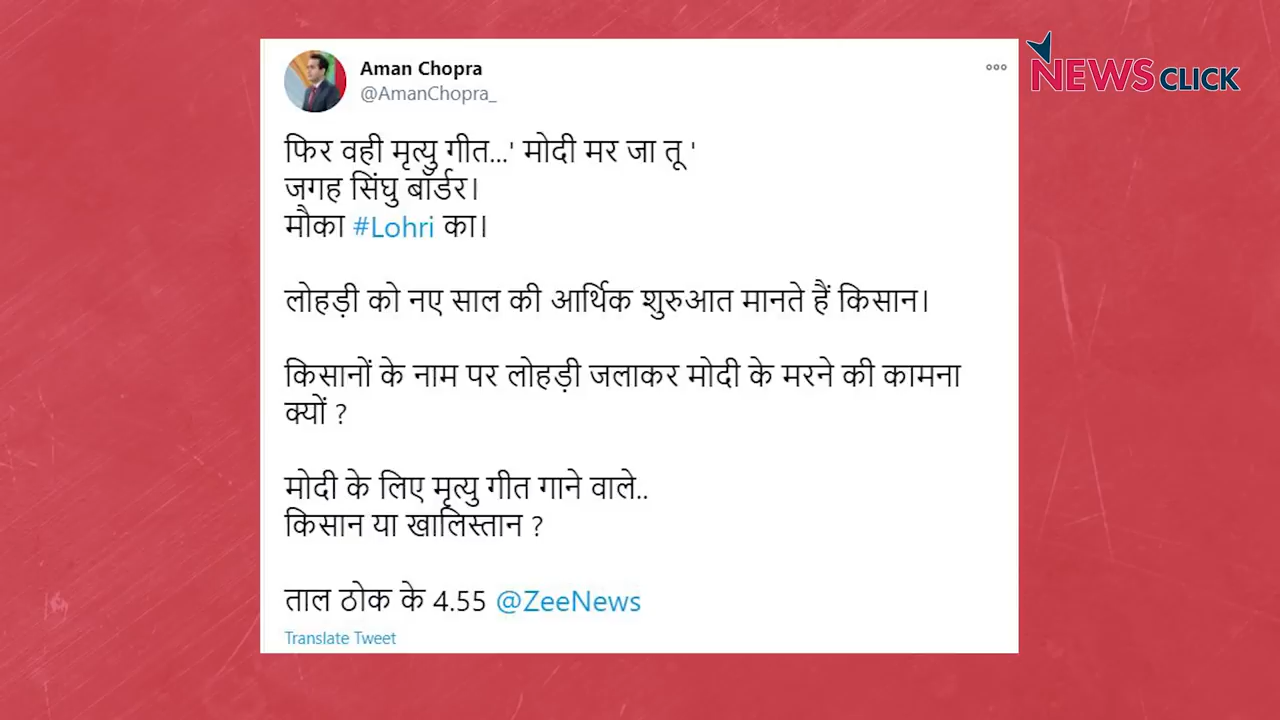 NEWSCLICK
Aman Chopra
@AmanChopra_
फिर वही मृत्यु गीत...' मोदी मर जा तू '
जगह सिंघु बॉर्डर।
मौका #Lohri का।
लोहड़ी को नए साल की आर्थिक शुरुआत मानते हैं किसान।
किसानों के नाम पर लोहड़ी जलाकर मोदी के मरने की कामना
क्यों ?
मोदी के लिए मृत्यु गीत गाने वाले..
किसान या खालिस्तान ?
ताल ठोक के 4.55 @ZeeNews
Translate Tweet